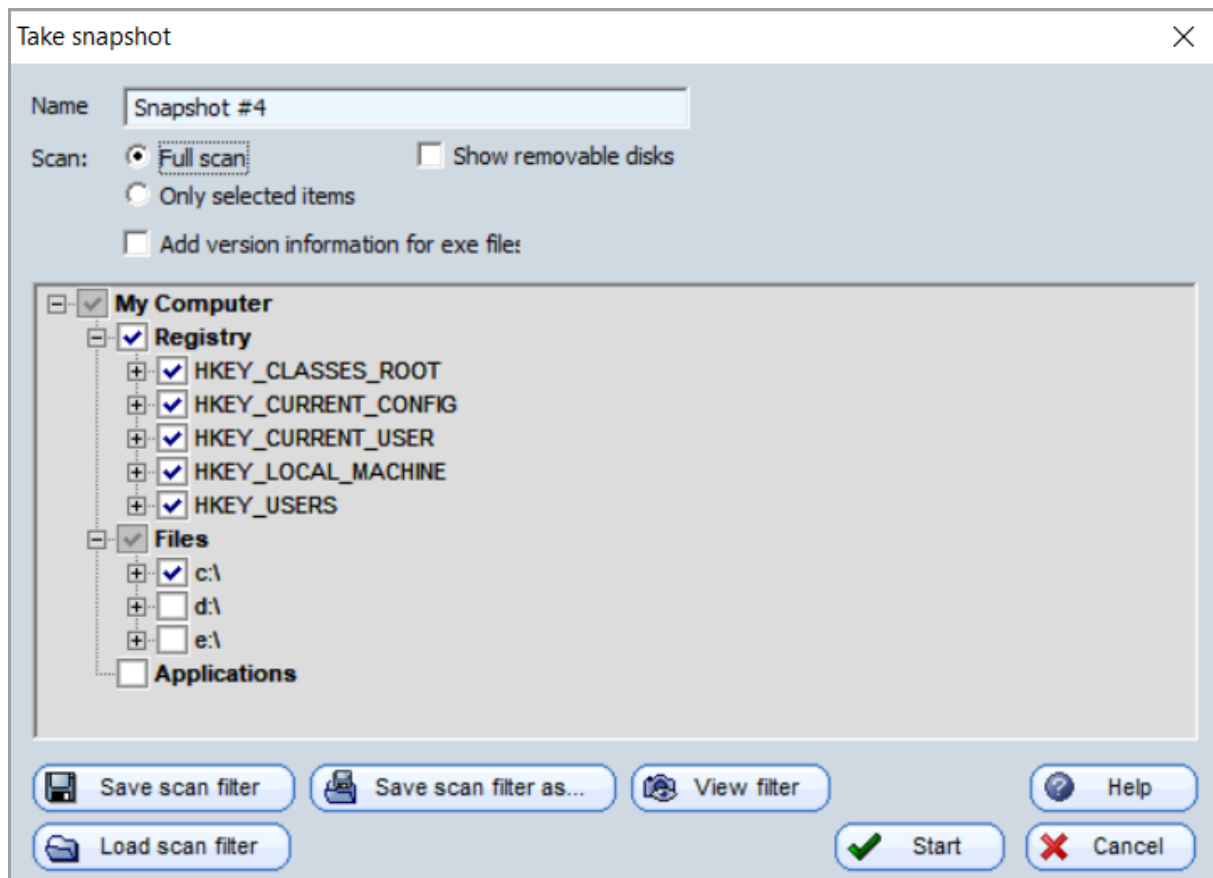 Take snapshot
Name Snapshot #4
Scan: Full scan Show removable disks
Only selected items
Add version information for exe files
My Computer
Registry
HKEY_CLASSES_ROOT
HKEY_CURRENT_CONFIG
HKEY_CURRENT_USER
HKEY_LOCAL_MACHINE
HKEY_USERS
Files
c:\
d:\
e:\
Applications
Save scan filter Save scan filter as... View filter Help
Load scan filter Start Cancel